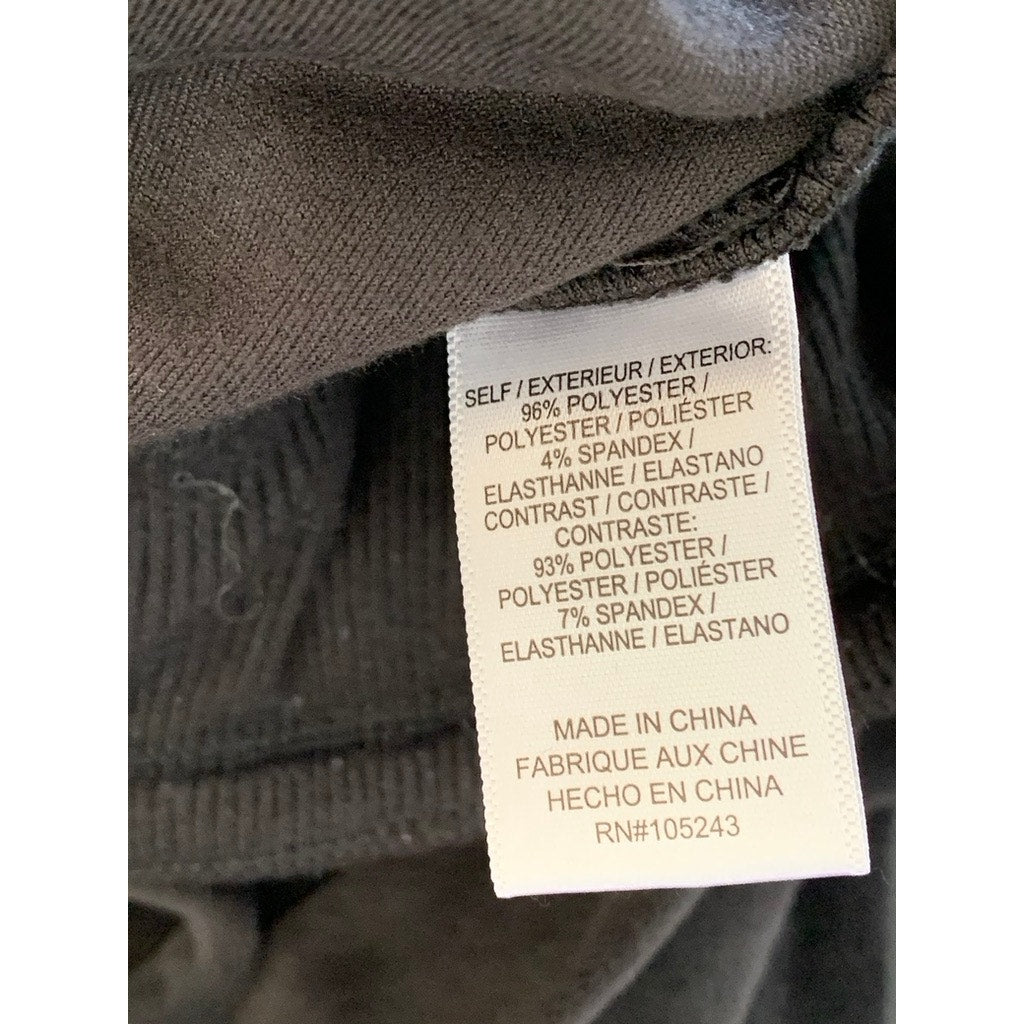 SELF / EXTERIEUR / EXTERIOR:
96% POLYESTER /
POLYESTER / POLIÉSTER
4% SPANDEX /
ELASTHANNE / ELASTANO
CONTRAST / CONTRASTE /
CONTRASTE:
93% POLYESTER /
POLYESTER / POLIÉSTER
7% SPANDEX /
ELASTHANNE / ELASTANO
MADE IN CHINA
FABRIQUE AUX CHINE
HECHO EN CHINA
RN#105243